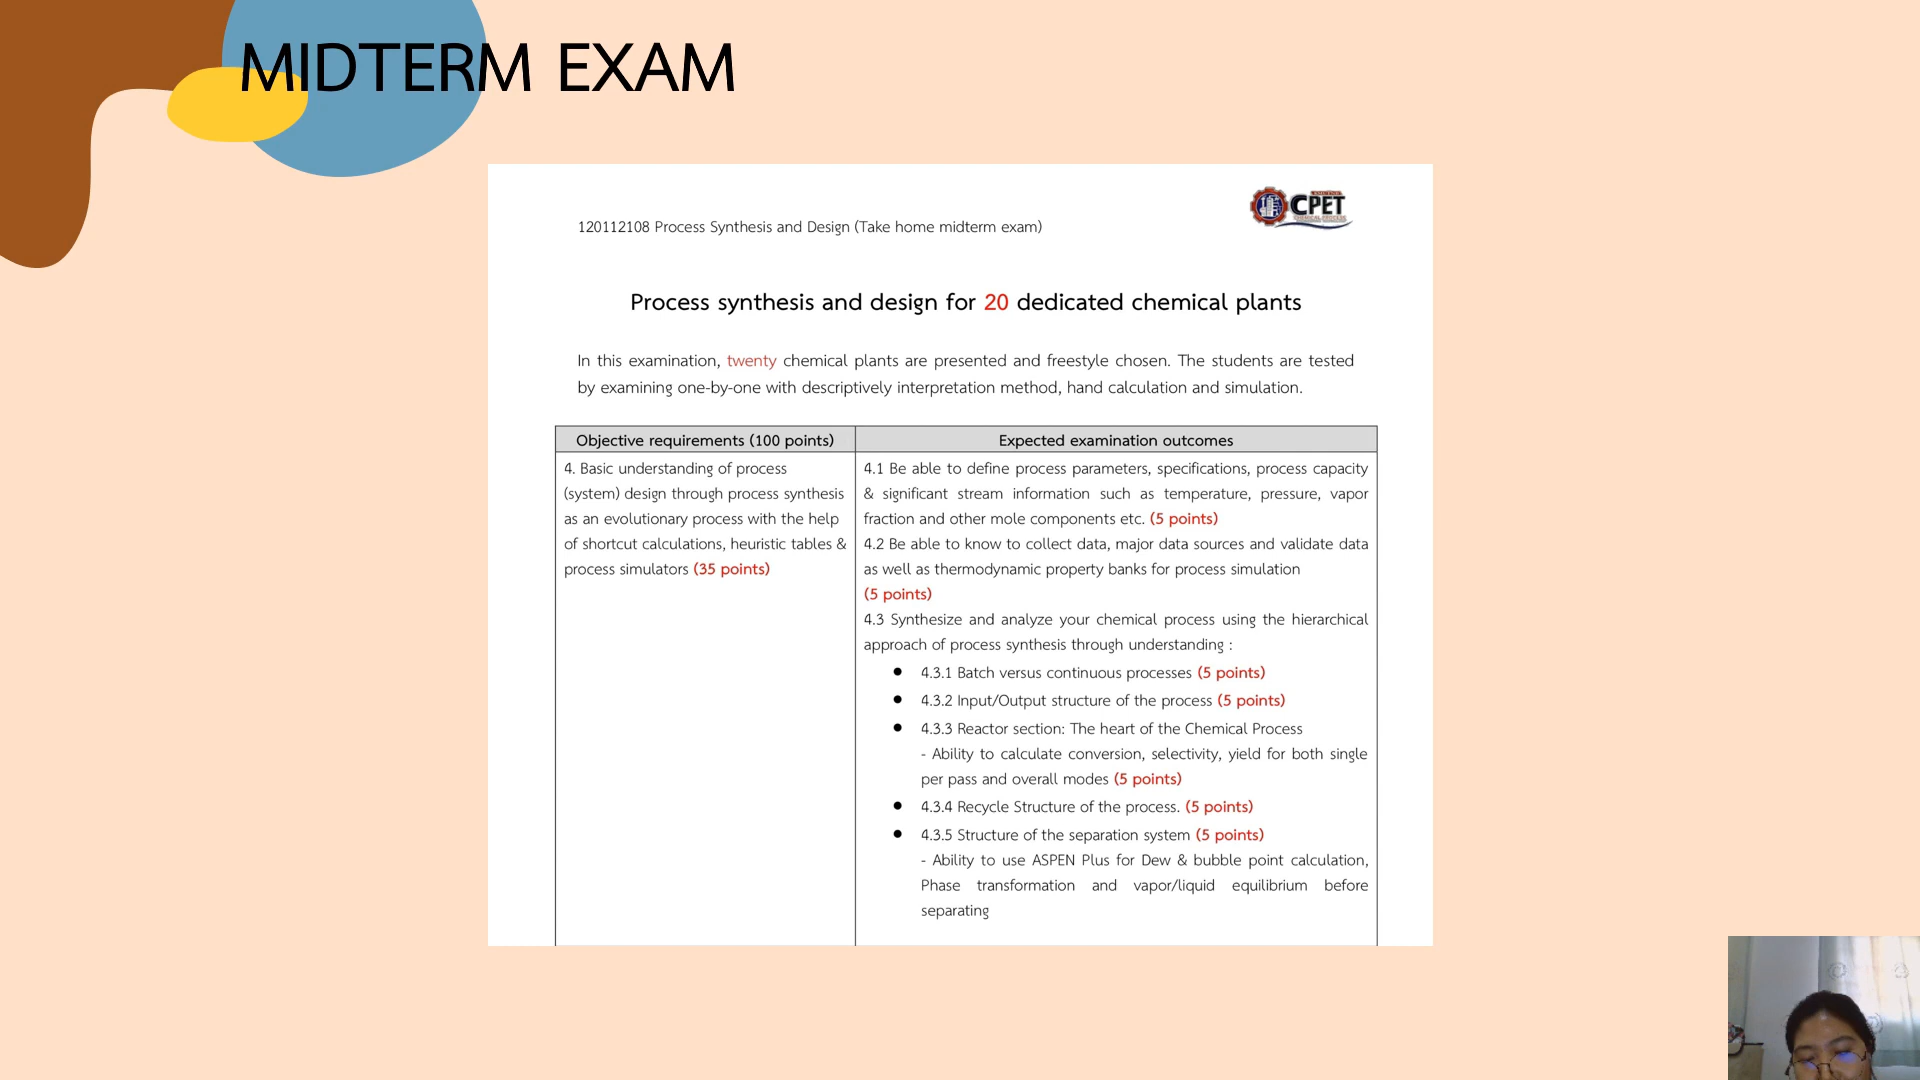 MIDTERM EXAM
CPET
120112108 Process Synthesis and Design (Take home midterm exam)
Process synthesis and design for 20 dedicated chemical plants
In this examination, twenty chemical plants are presented and freestyle chosen. The students are tested
by examining one-by-one with descriptively interpretation method, hand calculation and simulation.
Objective requirements (100 points)
Expected examination outcomes
4. Basic understanding of process
(system) design through process synthesis
as an evolutionary process with the help
of shortcut calculations, heuristic tables &
process simulators (35 points)
4.1 Be able to define process parameters, specifications, process capacity
& significant stream information such as temperature, pressure, vapor
fraction and other mole components etc. (5 points)
4.2 Be able to know to collect data, major data sources and validate data
as well as thermodynamic property banks for process simulation
(5 points)
4.3 Synthesize and analyze your chemical process using the hierarchical
approach of process synthesis through understanding :
● 4.3.1 Batch versus continuous processes (5 points)
● 4.3.2 Input/Output structure of the process (5 points)
● 4.3.3 Reactor section: The heart of the Chemical Process
- Ability to calculate conversion, selectivity, yield for both single
per pass and overall modes (5 points)
● 4.3.4 Recycle Structure of the process. (5 points)
● 4.3.5 Structure of the separation system (5 points)
- Ability to use ASPEN Plus for Dew & bubble point calculation,
Phase transformation and vapor/liquid equilibrium before
separating